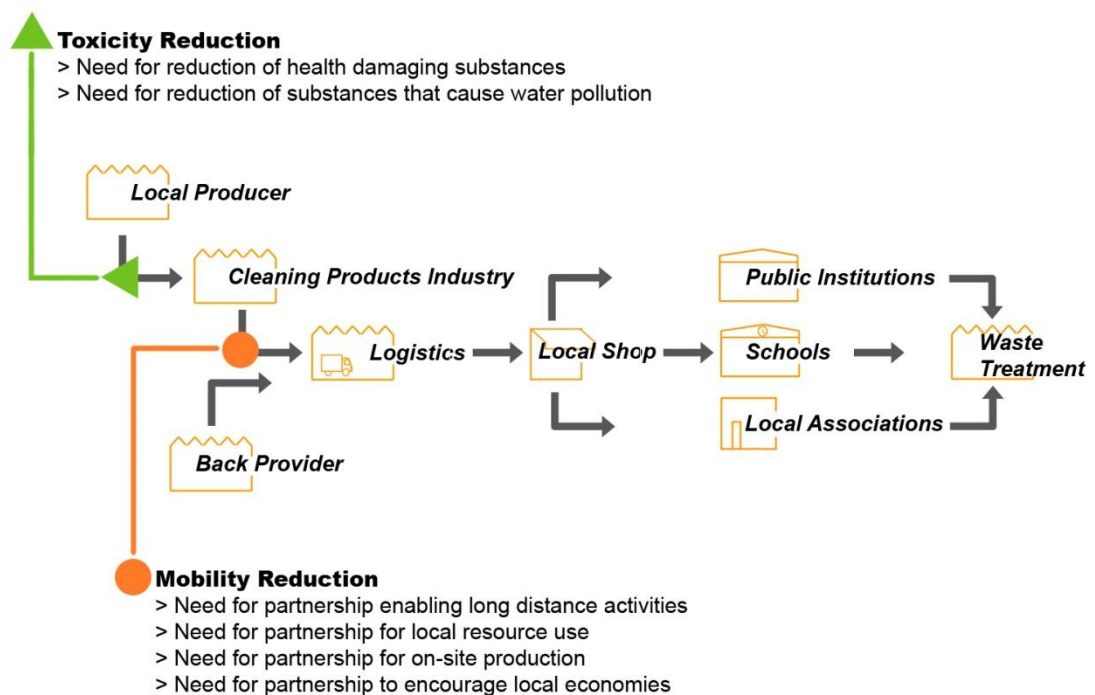 Toxicity Reduction
> Need for reduction of health damaging substances
> Need for reduction of substances that cause water pollution
Local Producer
Cleaning Products Industry
Public Institutions
Logistics
Local Shop
Schools
Waste
Treatment
Local Associations
Back Provider
Mobility Reduction
> Need for partnership enabling long distance activities
> Need for partnership for local resource use
> Need for partnership for on-site production
> Need for partnership to encourage local economies